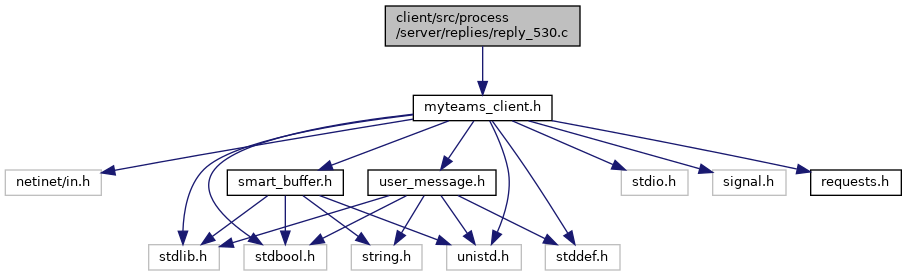 client/src/process
/server/replies/reply_530.c
myteams_client.h
netinet/in.h
smart_buffer.h
user_message.h
stdio.h
signal.h
requests.h
stdlib.h
stdbool.h
string.h
unistd.h
stddef.h